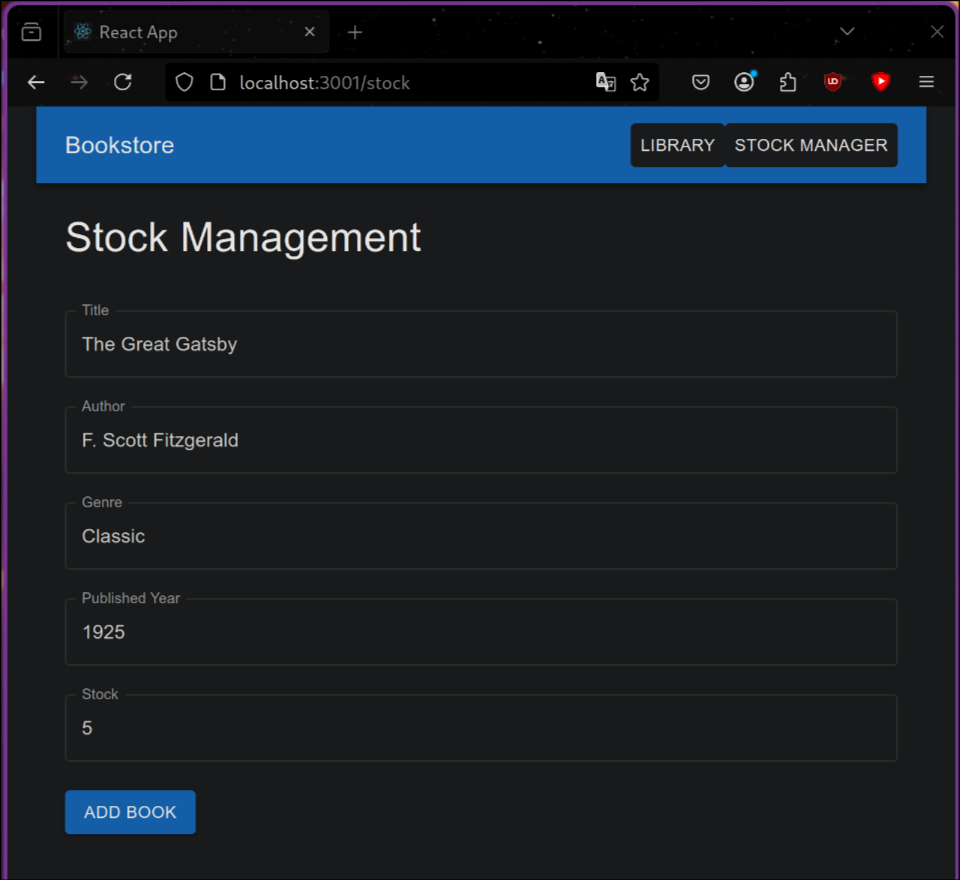 React App
localhost:3001/stock
Bookstore
LIBRARY
STOCK MANAGER
Stock Management
Title
The Great Gatsby
Author
F. Scott Fitzgerald
Genre
Classic
Published Year
1925
Stock
5
ADD BOOK